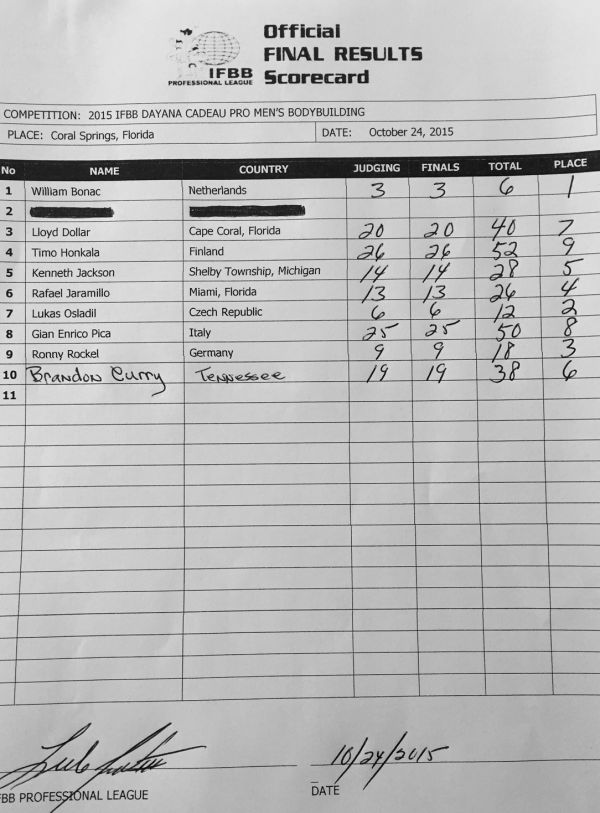 Official
FINAL RESULTS
Scorecard
IFBB
PROFESSIONAL LEAGUE
COMPETITION: 2015 IFBB DAYANA CADEAU PRO MEN'S BODYBUILDING
PLACE: Coral Springs, Florida DATE: October 24, 2015
No NAME COUNTRY JUDGING FINALS TOTAL PLACE
1 William Bonac Netherlands 3 3 6 1
2
3 Lloyd Dollar Cape Coral, Florida 20 20 40 7
4 Timo Honkala Finland 26 26 52 9
5 Kenneth Jackson Shelby Township, Michigan 14 14 28 5
6 Rafael Jaramillo Miami, Florida 13 13 26 4
7 Lukas Osladil Czech Republic 6 6 12 2
8 Gian Enrico Pica Italy 25 25 50 8
9 Ronny Rockel Germany 9 9 18 3
10 Brandon Curry Tennessee 19 19 38 6
11
10/24/2015
FBB PROFESSIONAL LEAGUE DATE